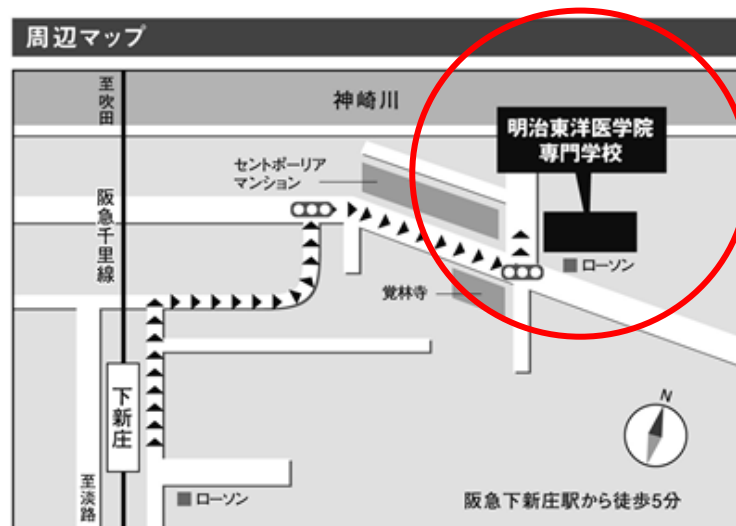 周辺マップ
至吹田
神崎川
明治東洋医学院
専門学校
セントポーリア
マンション
阪急千里線
ローソン
覚林寺
下新庄
N
至淡路
ローソン
阪急下新庄駅から徒歩5分